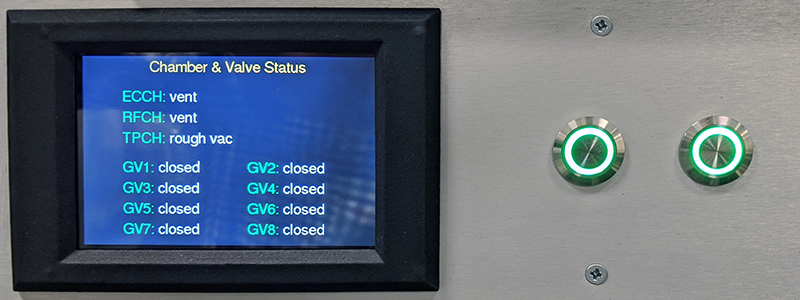 Chamber & Valve Status
ECCH: vent
RFCH: vent
TPCH: rough vac
GV1: closed GV2: closed
GV3: closed GV4: closed
GV5: closed GV6: closed
GV7: closed GV8: closed